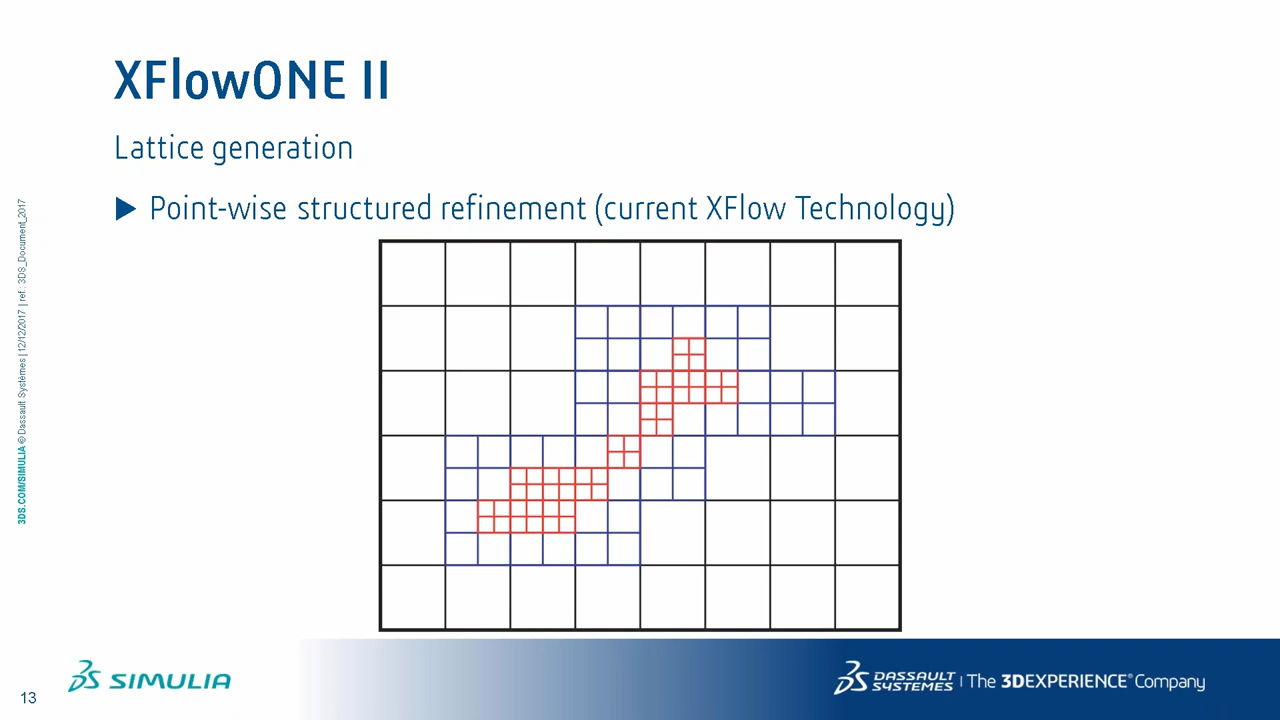 XFlowONE II
Lattice generation
Point-wise structured refinement (current XFlow Technology)
3DS.COM/SIMULIA © Dassault Systèmes | 12/12/2017 | ref.: 3DS_Document_2017
13
SIMULIA
DASSAULT SYSTEMES | The 3DEXPERIENCE® Company